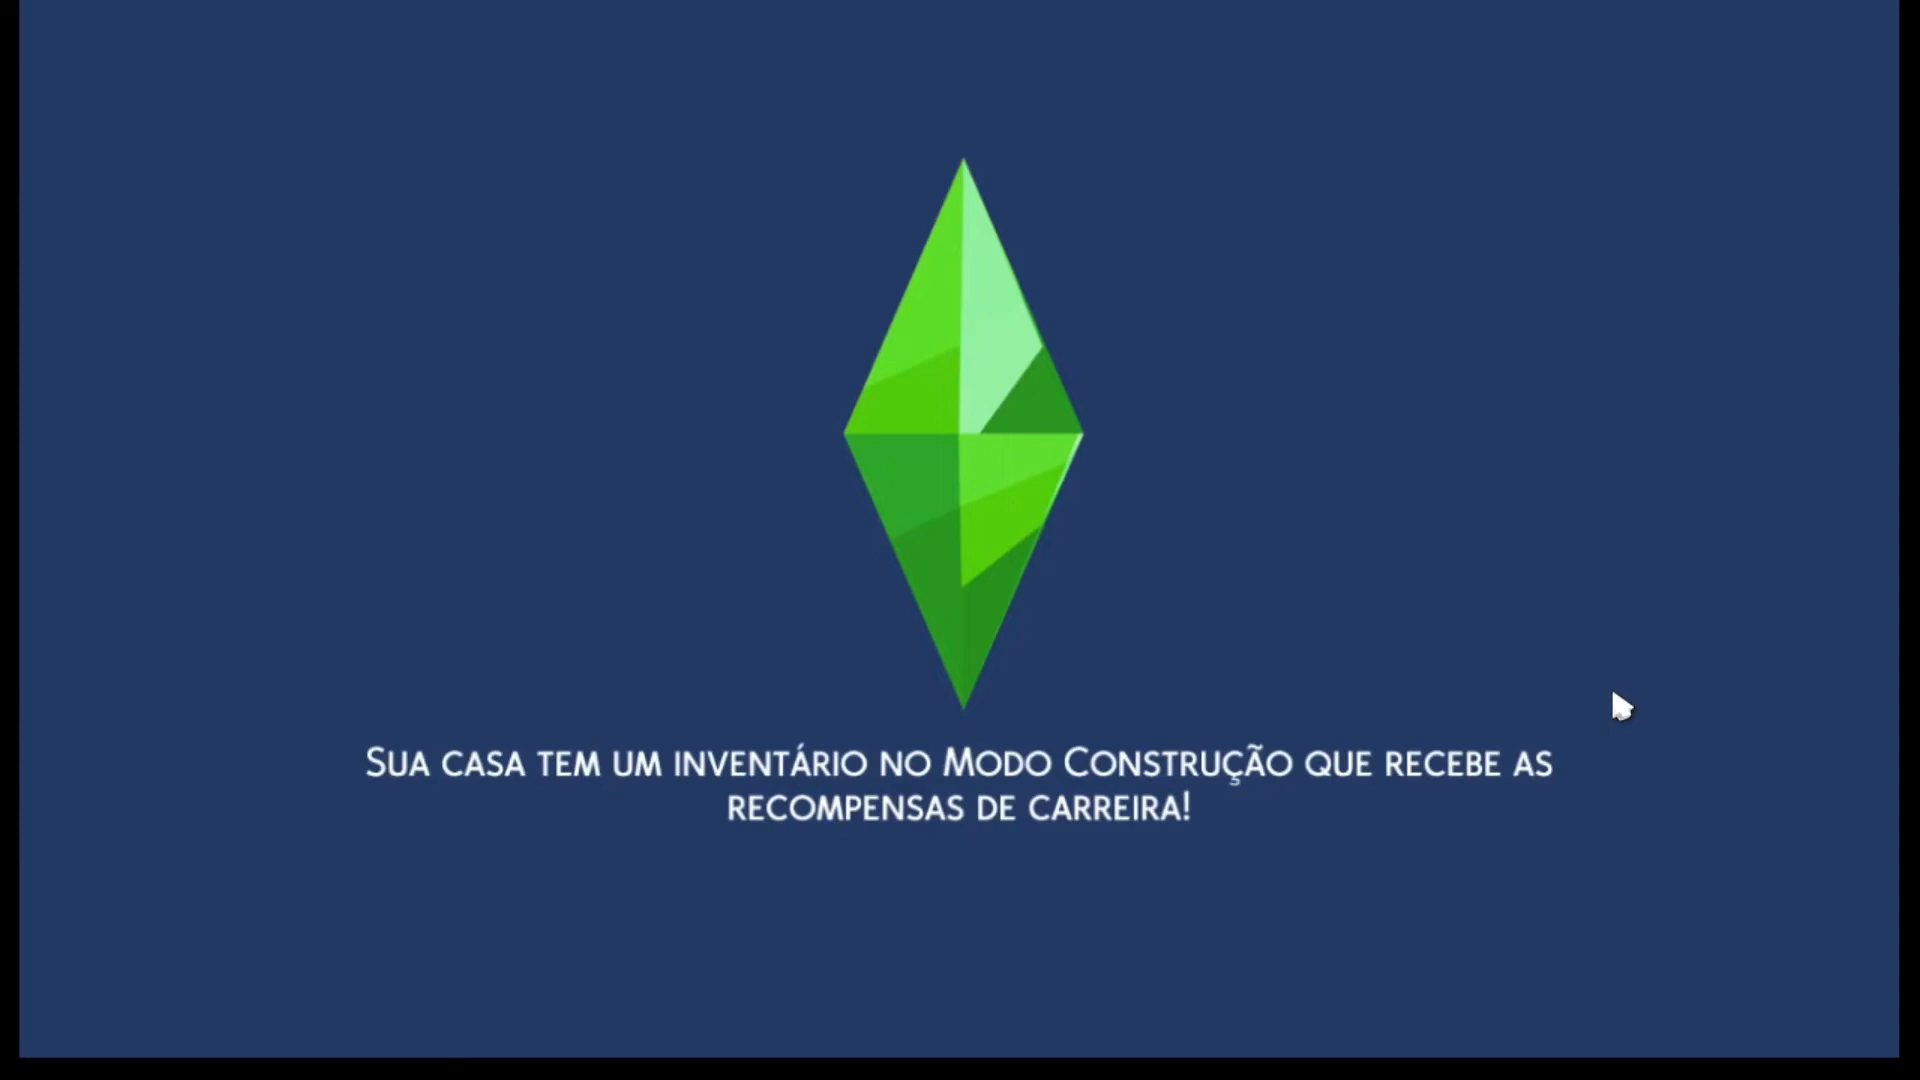 Sua casa tem um inventário no Modo Construção que recebe as
recompensas de carreira!